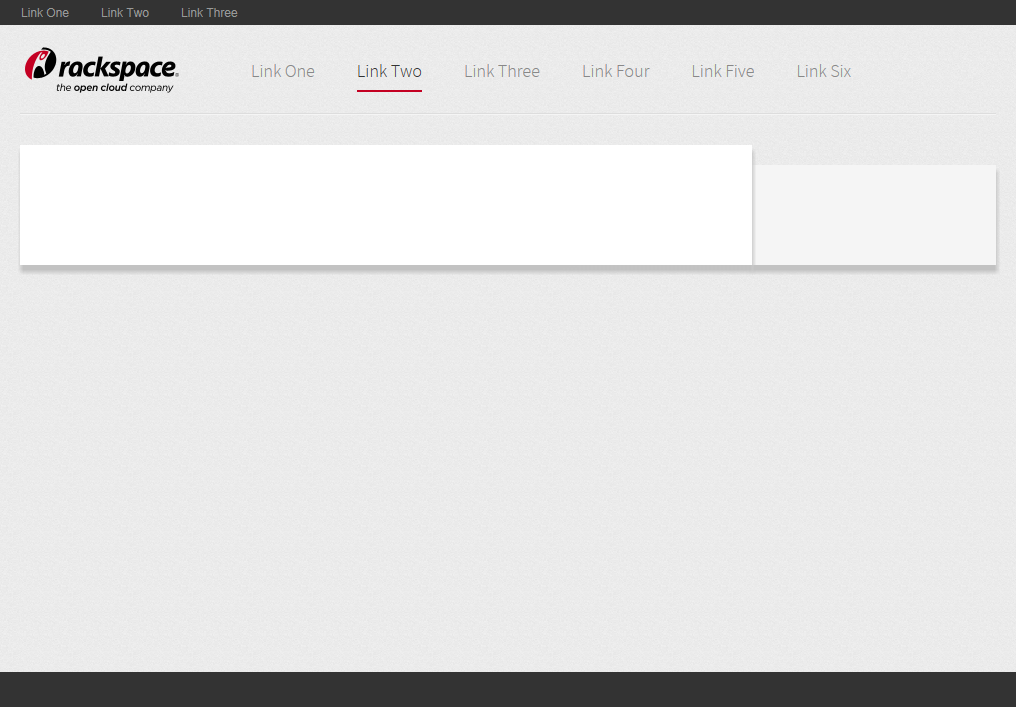 Link One Link Two Link Three
rackspace®
the open cloud company
Link One Link Two Link Three Link Four Link Five Link Six